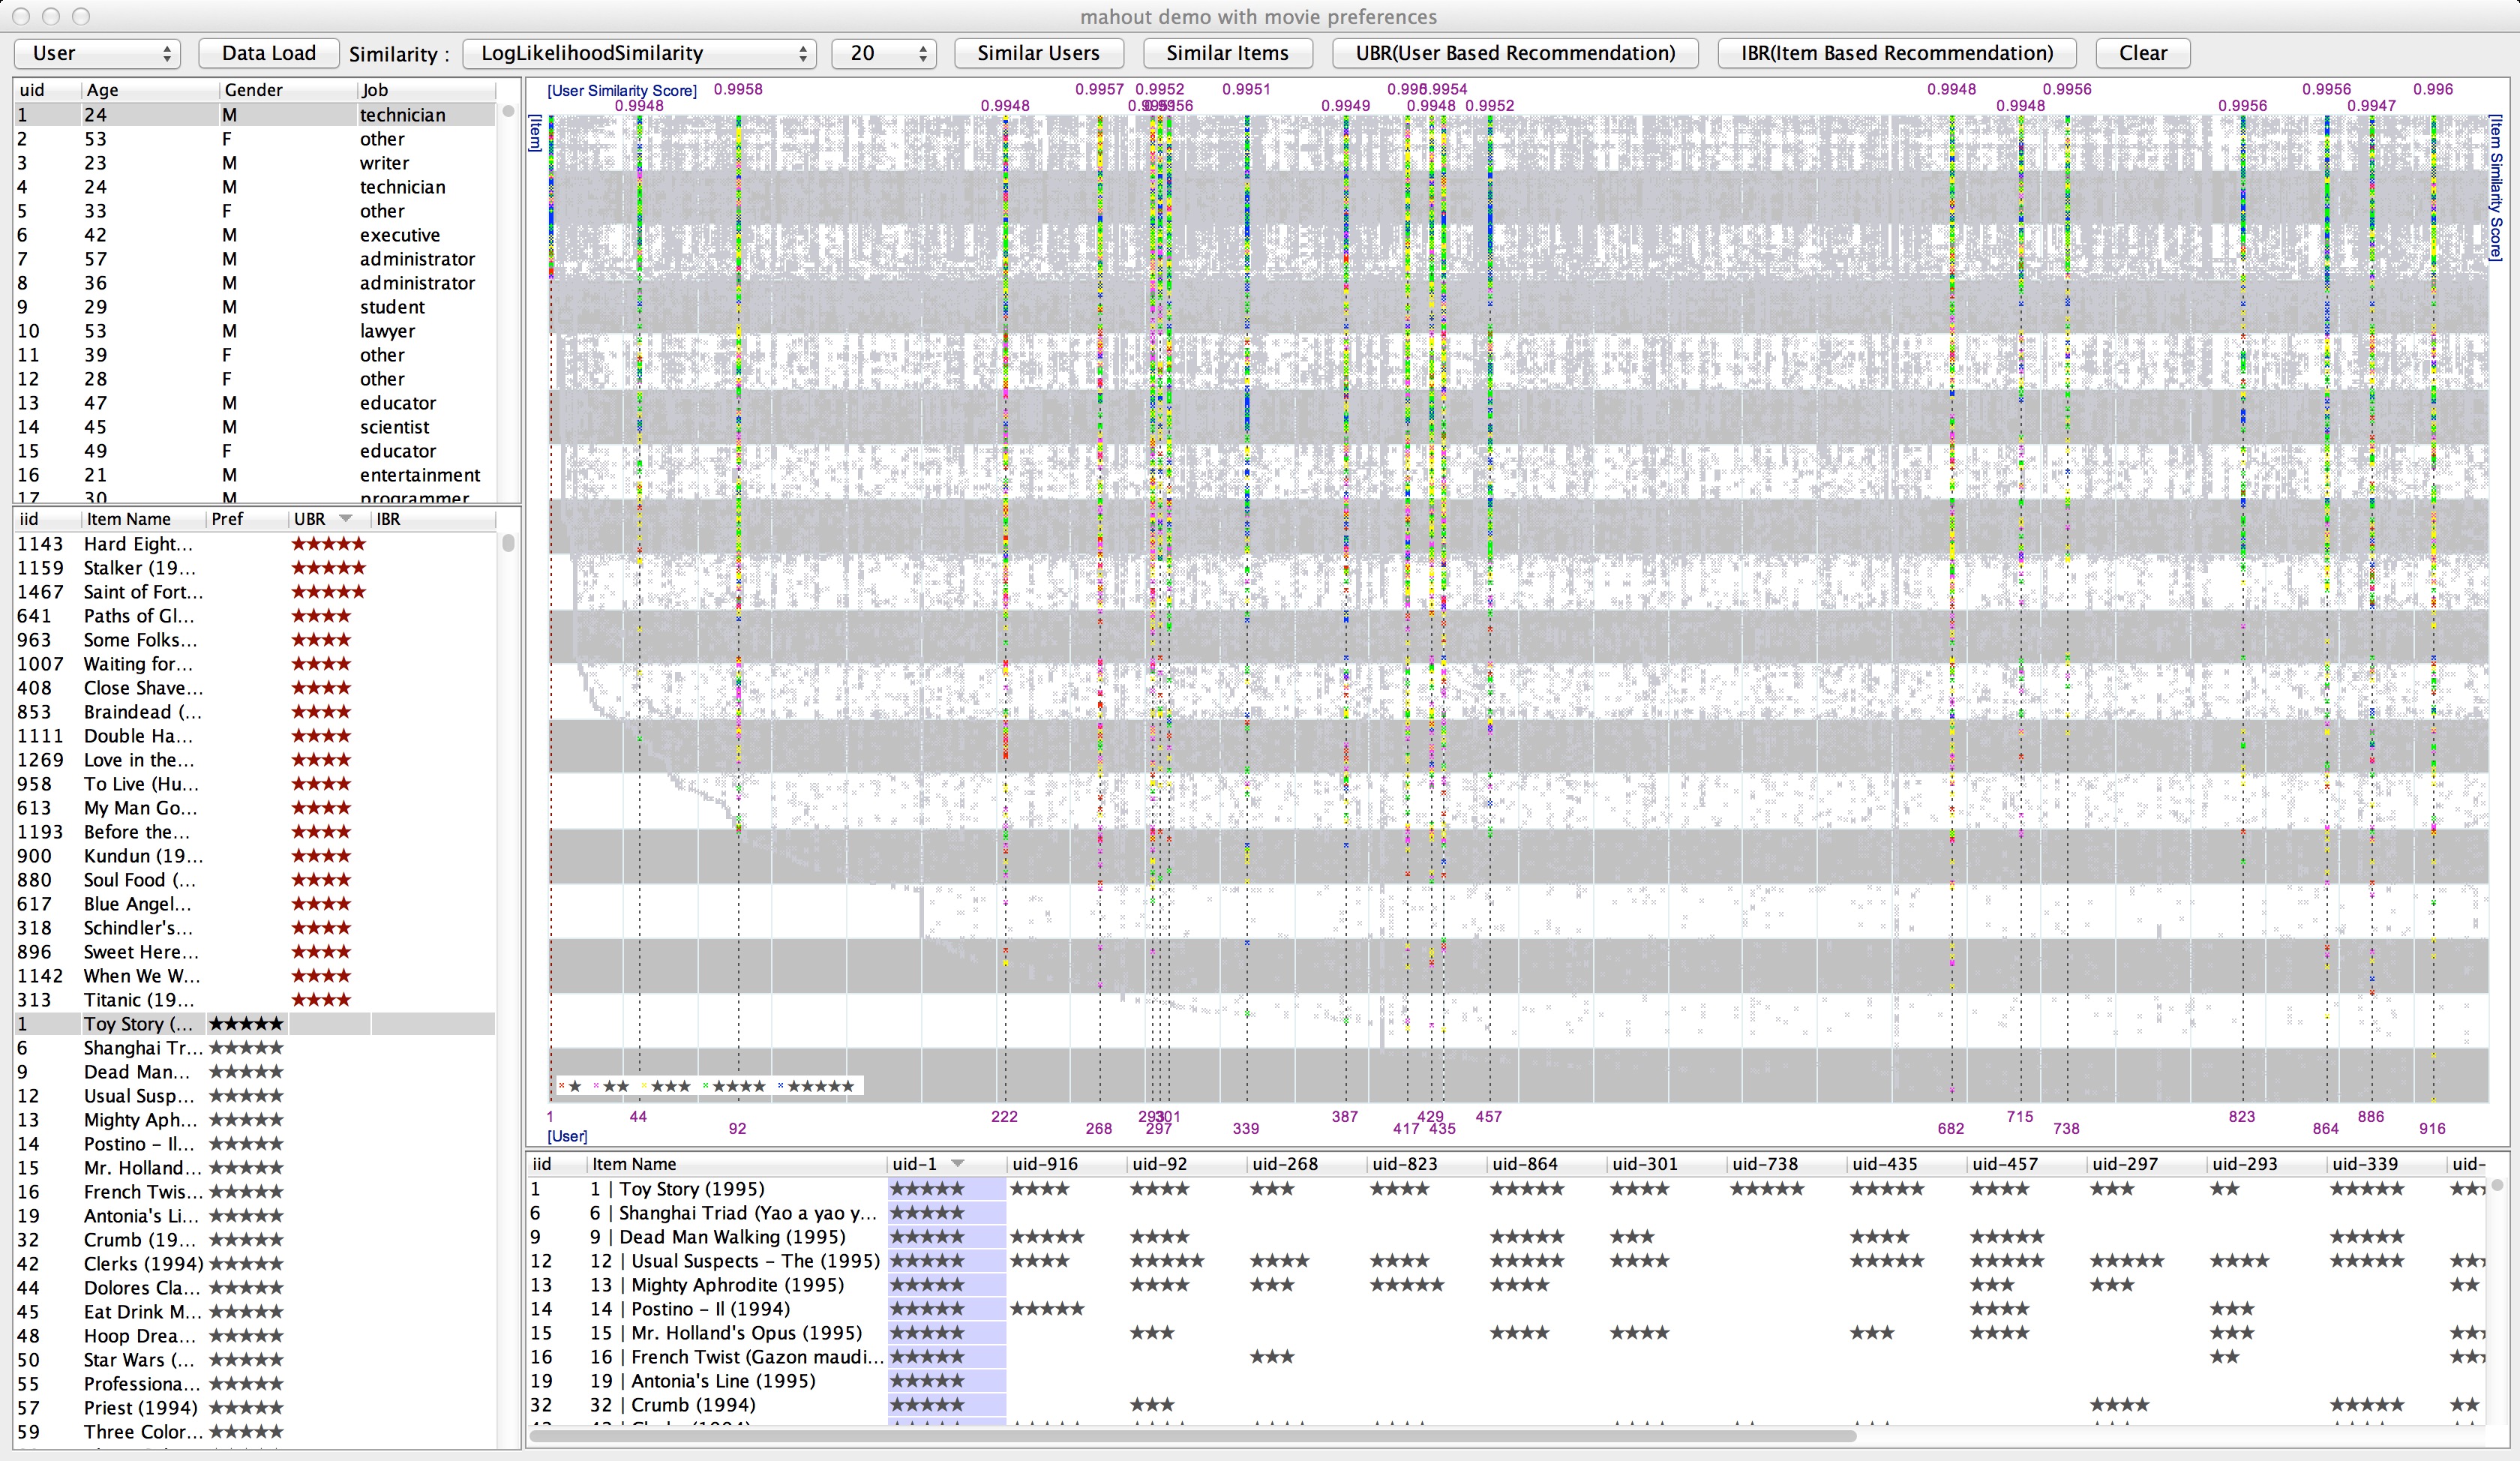 mahout demo with movie preferences
User Data Load Similarity : LogLikelihoodSimilarity 20 Similar Users Similar Items UBR(User Based Recommendation) IBR(Item Based Recommendation) Clear
uid Age Gender Job
1 24 M technician
2 53 F other
3 23 M writer
4 24 M technician
5 33 F other
6 42 M executive
7 57 M administrator
8 36 M administrator
9 29 M student
10 53 M lawyer
11 39 F other
12 28 F other
13 47 M educator
14 45 M scientist
15 49 F educator
16 21 M entertainment
17 30 M programmer
iid Item Name Pref UBR IBR
1143 Hard Eight... ★★★★★
1159 Stalker (19... ★★★★★
1467 Saint of Fort... ★★★★★
641 Paths of Gl... ★★★★
963 Some Folks... ★★★★
1007 Waiting for... ★★★★
408 Close Shave... ★★★★
853 Braindead (... ★★★★
1111 Double Ha... ★★★★
1269 Love in the... ★★★★
958 To Live (Hu... ★★★★
613 My Man Go... ★★★★
1193 Before the... ★★★★
900 Kundun (19... ★★★★
880 Soul Food (... ★★★★
617 Blue Angel... ★★★★
318 Schindler's... ★★★★
896 Sweet Here... ★★★★
1142 When We W... ★★★★
313 Titanic (19... ★★★★
1 Toy Story (... ★★★★★
6 Shanghai Tr... ★★★★★
9 Dead Man... ★★★★★
12 Usual Susp... ★★★★★
13 Mighty Aph... ★★★★★
14 Postino – Il... ★★★★★
15 Mr. Holland... ★★★★★
16 French Twis... ★★★★★
19 Antonia's Li... ★★★★★
32 Crumb (19... ★★★★★
42 Clerks (1994) ★★★★★
44 Dolores Cla... ★★★★★
45 Eat Drink M... ★★★★★
48 Hoop Drea... ★★★★★
50 Star Wars (... ★★★★★
55 Professiona... ★★★★★
57 Priest (1994) ★★★★★
59 Three Color... ★★★★★
[User Similarity Score] 0.9958 0.9957 0.9952 0.9951 0.9954 0.9948 0.9956 0.9956 0.996
0.9948 0.9948 0.9949 0.9948 0.9952 0.9948 0.9956 0.9947
[Item]
[Item Similarity Score]
★ ★★ ★★★ ★★★★ ★★★★★
1 44 222 293 301 387 429 457 715 823 886
92 268 297 339 417 435 682 738 864 916
[User]
iid Item Name uid-1 uid-916 uid-92 uid-268 uid-823 uid-864 uid-301 uid-738 uid-435 uid-457 uid-297 uid-293 uid-339 uid-
1 1 | Toy Story (1995) ★★★★★ ★★★★ ★★★★ ★★★ ★★★★ ★★★★★ ★★★★ ★★★★★ ★★★★★ ★★★★ ★★★ ★★ ★★★★★
6 6 | Shanghai Triad (Yao a yao y... ★★★★★
9 9 | Dead Man Walking (1995) ★★★★★ ★★★★★ ★★★★ ★★★★★ ★★★ ★★★★ ★★★★★ ★★★★★
12 12 | Usual Suspects – The (1995) ★★★★★ ★★★★ ★★★★★ ★★★★ ★★★★ ★★★★★ ★★★★ ★★★★★ ★★★★★ ★★★★★ ★★★★ ★★★★★
13 13 | Mighty Aphrodite (1995) ★★★★★ ★★★★ ★★★ ★★★★★ ★★★★ ★★★ ★★★ ★★
14 14 | Postino – Il (1994) ★★★★★ ★★★★★ ★★★★ ★★★
15 15 | Mr. Holland's Opus (1995) ★★★★★ ★★★ ★★★★ ★★★★ ★★★ ★★★★ ★★★
16 16 | French Twist (Gazon maudi... ★★★★★ ★★★ ★★
19 19 | Antonia's Line (1995) ★★★★★
32 32 | Crumb (1994) ★★★★★ ★★★ ★★★★ ★★★★★ ★★